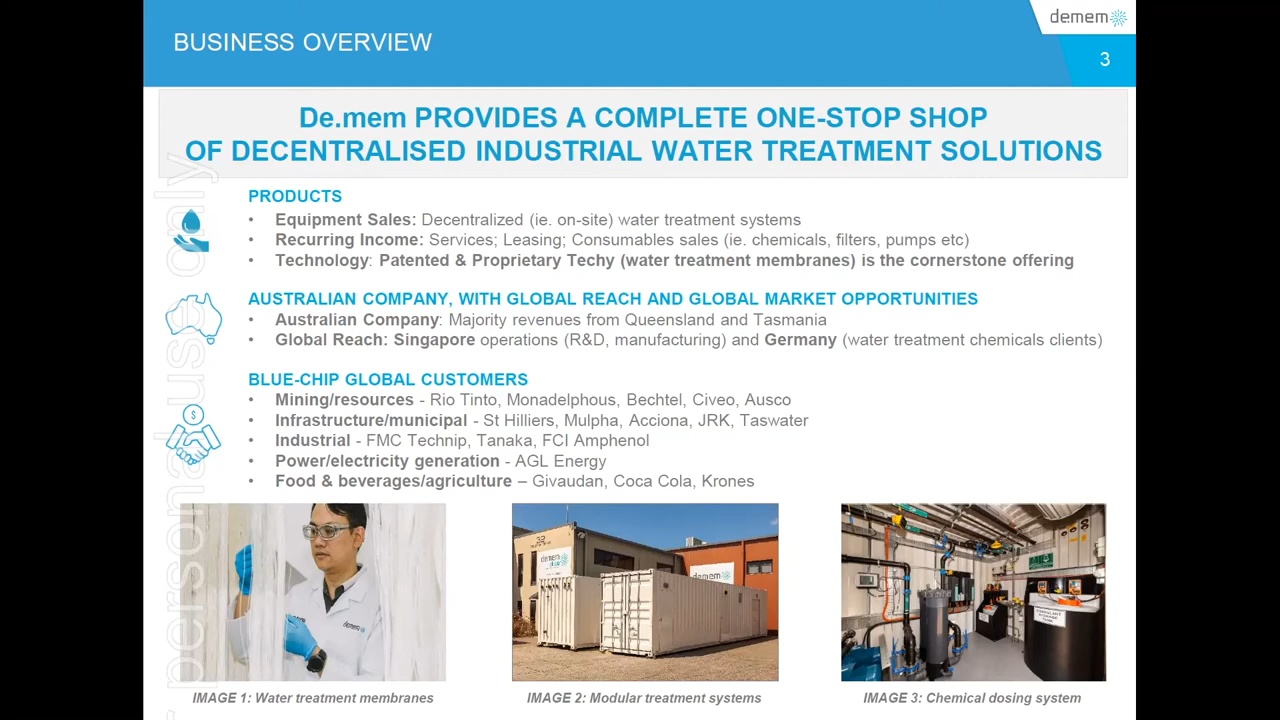 BUSINESS OVERVIEW
demem
3
De.mem PROVIDES A COMPLETE ONE-STOP SHOP
OF DECENTRALISED INDUSTRIAL WATER TREATMENT SOLUTIONS
PRODUCTS
• Equipment Sales: Decentralized (ie. on-site) water treatment systems
• Recurring Income: Services; Leasing; Consumables sales (ie. chemicals, filters, pumps etc)
• Technology: Patented & Proprietary Techy (water treatment membranes) is the cornerstone offering
AUSTRALIAN COMPANY, WITH GLOBAL REACH AND GLOBAL MARKET OPPORTUNITIES
• Australian Company: Majority revenues from Queensland and Tasmania
• Global Reach: Singapore operations (R&D, manufacturing) and Germany (water treatment chemicals clients)
BLUE-CHIP GLOBAL CUSTOMERS
• Mining/resources - Rio Tinto, Monadelphous, Bechtel, Civeo, Ausco
• Infrastructure/municipal - St Hilliers, Mulpha, Acciona, JRK, Taswater
• Industrial - FMC Technip, Tanaka, FCI Amphenol
• Power/electricity generation - AGL Energy
• Food & beverages/agriculture – Givaudan, Coca Cola, Krones
personal use only
$
demem
demem
demem
IMAGE 1: Water treatment membranes
IMAGE 2: Modular treatment systems
IMAGE 3: Chemical dosing system